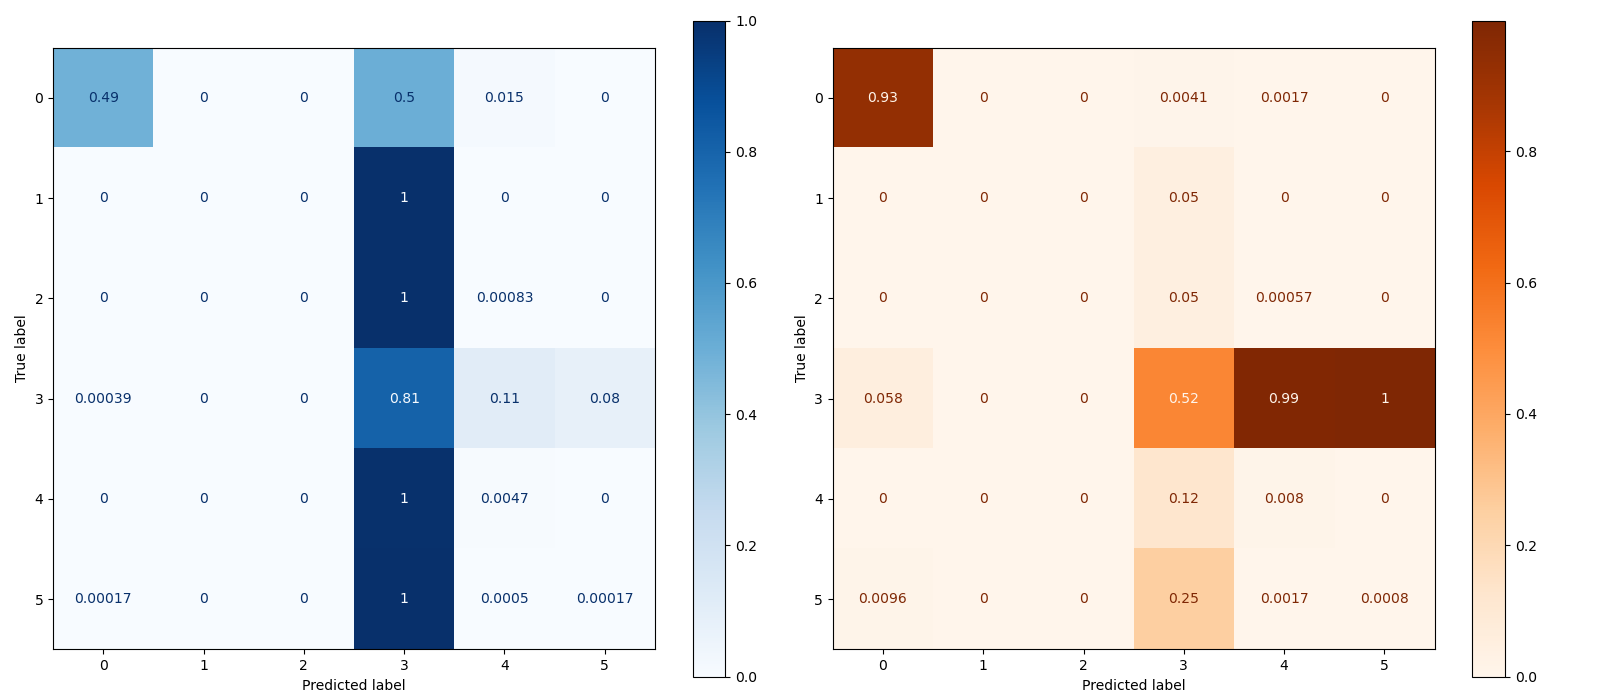 1.0
0 0.49 0 0 0.5 0.015 0 0 0.93 0 0 0.0041 0.0017 0
0.8 0.8
1 0 0 0 1 0 0 1 0 0 0 0.05 0 0
0.6 0.6
2 0 0 0 1 0.00083 0 2 0 0 0 0.05 0.00057 0
True label True label
3 0.00039 0 0 0.81 0.11 0.08 3 0.058 0 0 0.52 0.99 1
0.4 0.4
4 0 0 0 1 0.0047 0 4 0 0 0 0.12 0.008 0
0.2 0.2
5 0.00017 0 0 1 0.0005 0.00017 5 0.0096 0 0 0.25 0.0017 0.0008
0 1 2 3 4 5 0 1 2 3 4 5
0.0 0.0
Predicted label Predicted label